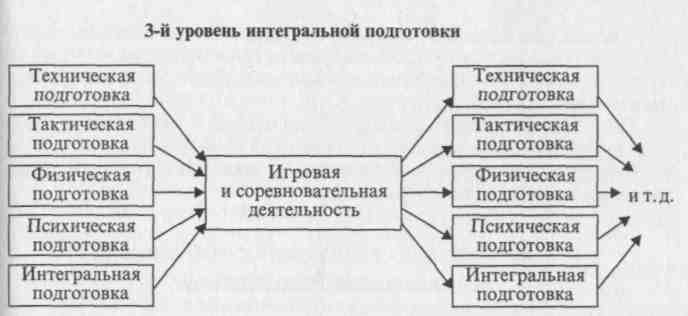 3-й уровень интегральной подготовки
Техническая
подготовка
Тактическая
подготовка
Физическая
подготовка
Психическая
подготовка
Интегральная
подготовка
Игровая
и соревновательная
деятельность
Техническая
подготовка
Тактическая
подготовка
Физическая
подготовка
Психическая
подготовка
Интегральная
подготовка
и т. д.